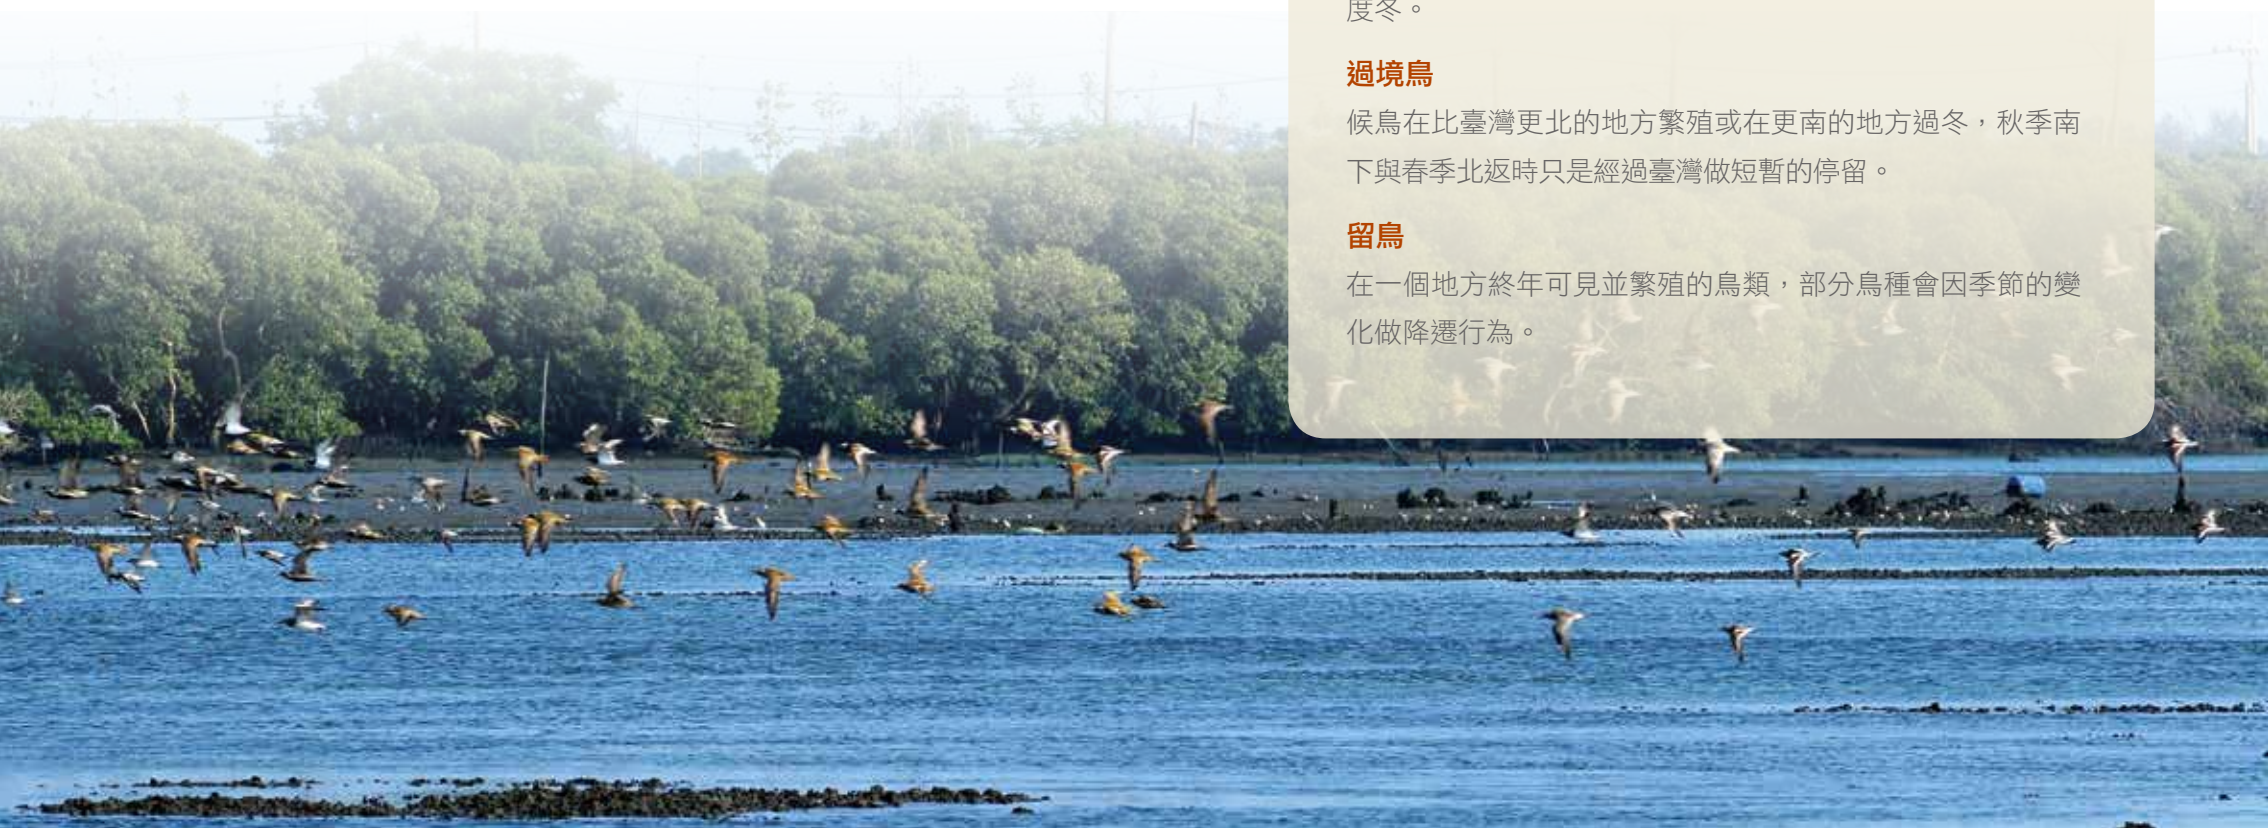 度冬。
過境鳥
候鳥在比臺灣更北的地方繁殖或在更南的地方過冬，秋季南
下與春季北返時只是經過臺灣做短暫的停留。
留鳥
在一個地方終年可見並繁殖的鳥類，部分鳥種會因季節的變
化做降遷行為。